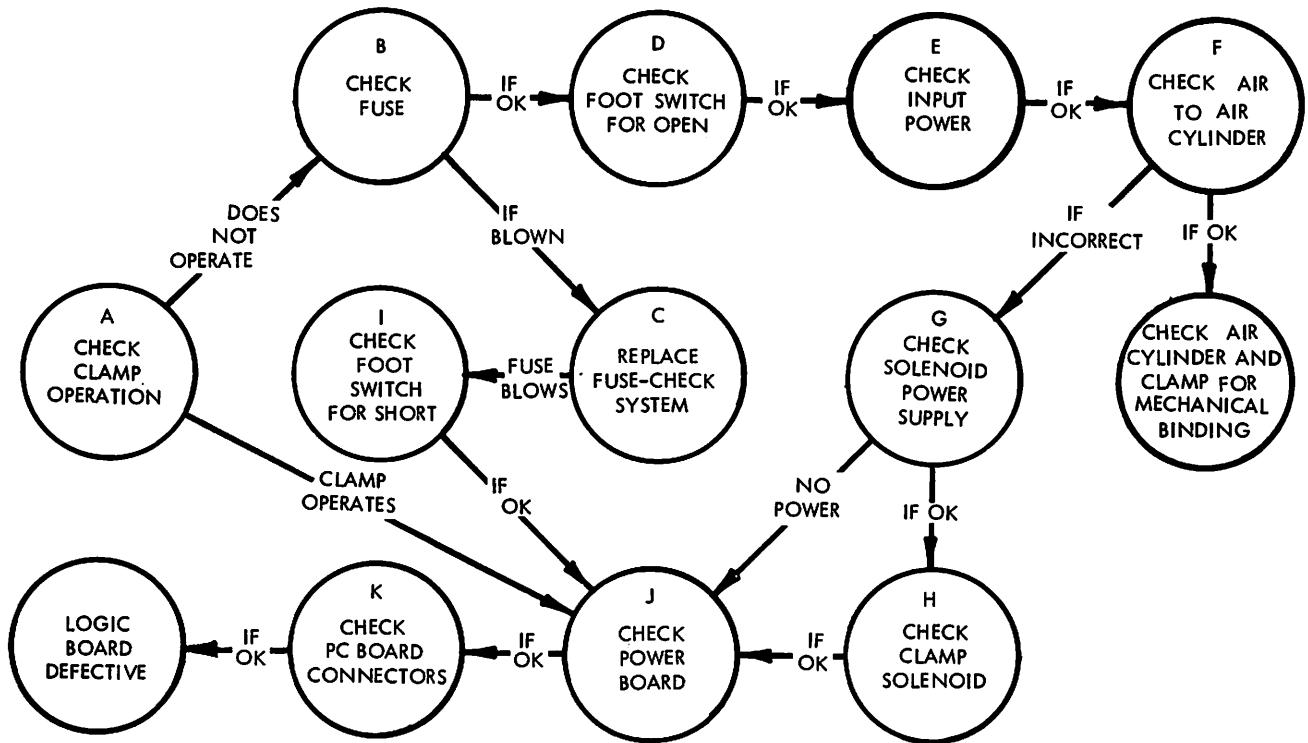 B
CHECK
FUSE
IF
OK
D
CHECK
FOOT SWITCH
FOR OPEN
IF
OK
E
CHECK
INPUT
POWER
IF
OK
F
CHECK AIR
TO AIR
CYLINDER
DOES
NOT
OPERATE
IF
BLOWN
IF
INCORRECT
IF OK
A
CHECK
CLAMP
OPERATION
I
CHECK
FOOT
SWITCH
FOR SHORT
FUSE
BLOWS
C
REPLACE
FUSE-CHECK
SYSTEM
G
CHECK
SOLENOID
POWER
SUPPLY
CHECK AIR
CYLINDER AND
CLAMP FOR
MECHANICAL
BINDING
CLAMP
OPERATES
IF
OK
NO
POWER
IF OK
LOGIC
BOARD
DEFECTIVE
IF
OK
K
CHECK
PC BOARD
CONNECTORS
IF
OK
J
CHECK
POWER
BOARD
IF
OK
H
CHECK
CLAMP
SOLENOID